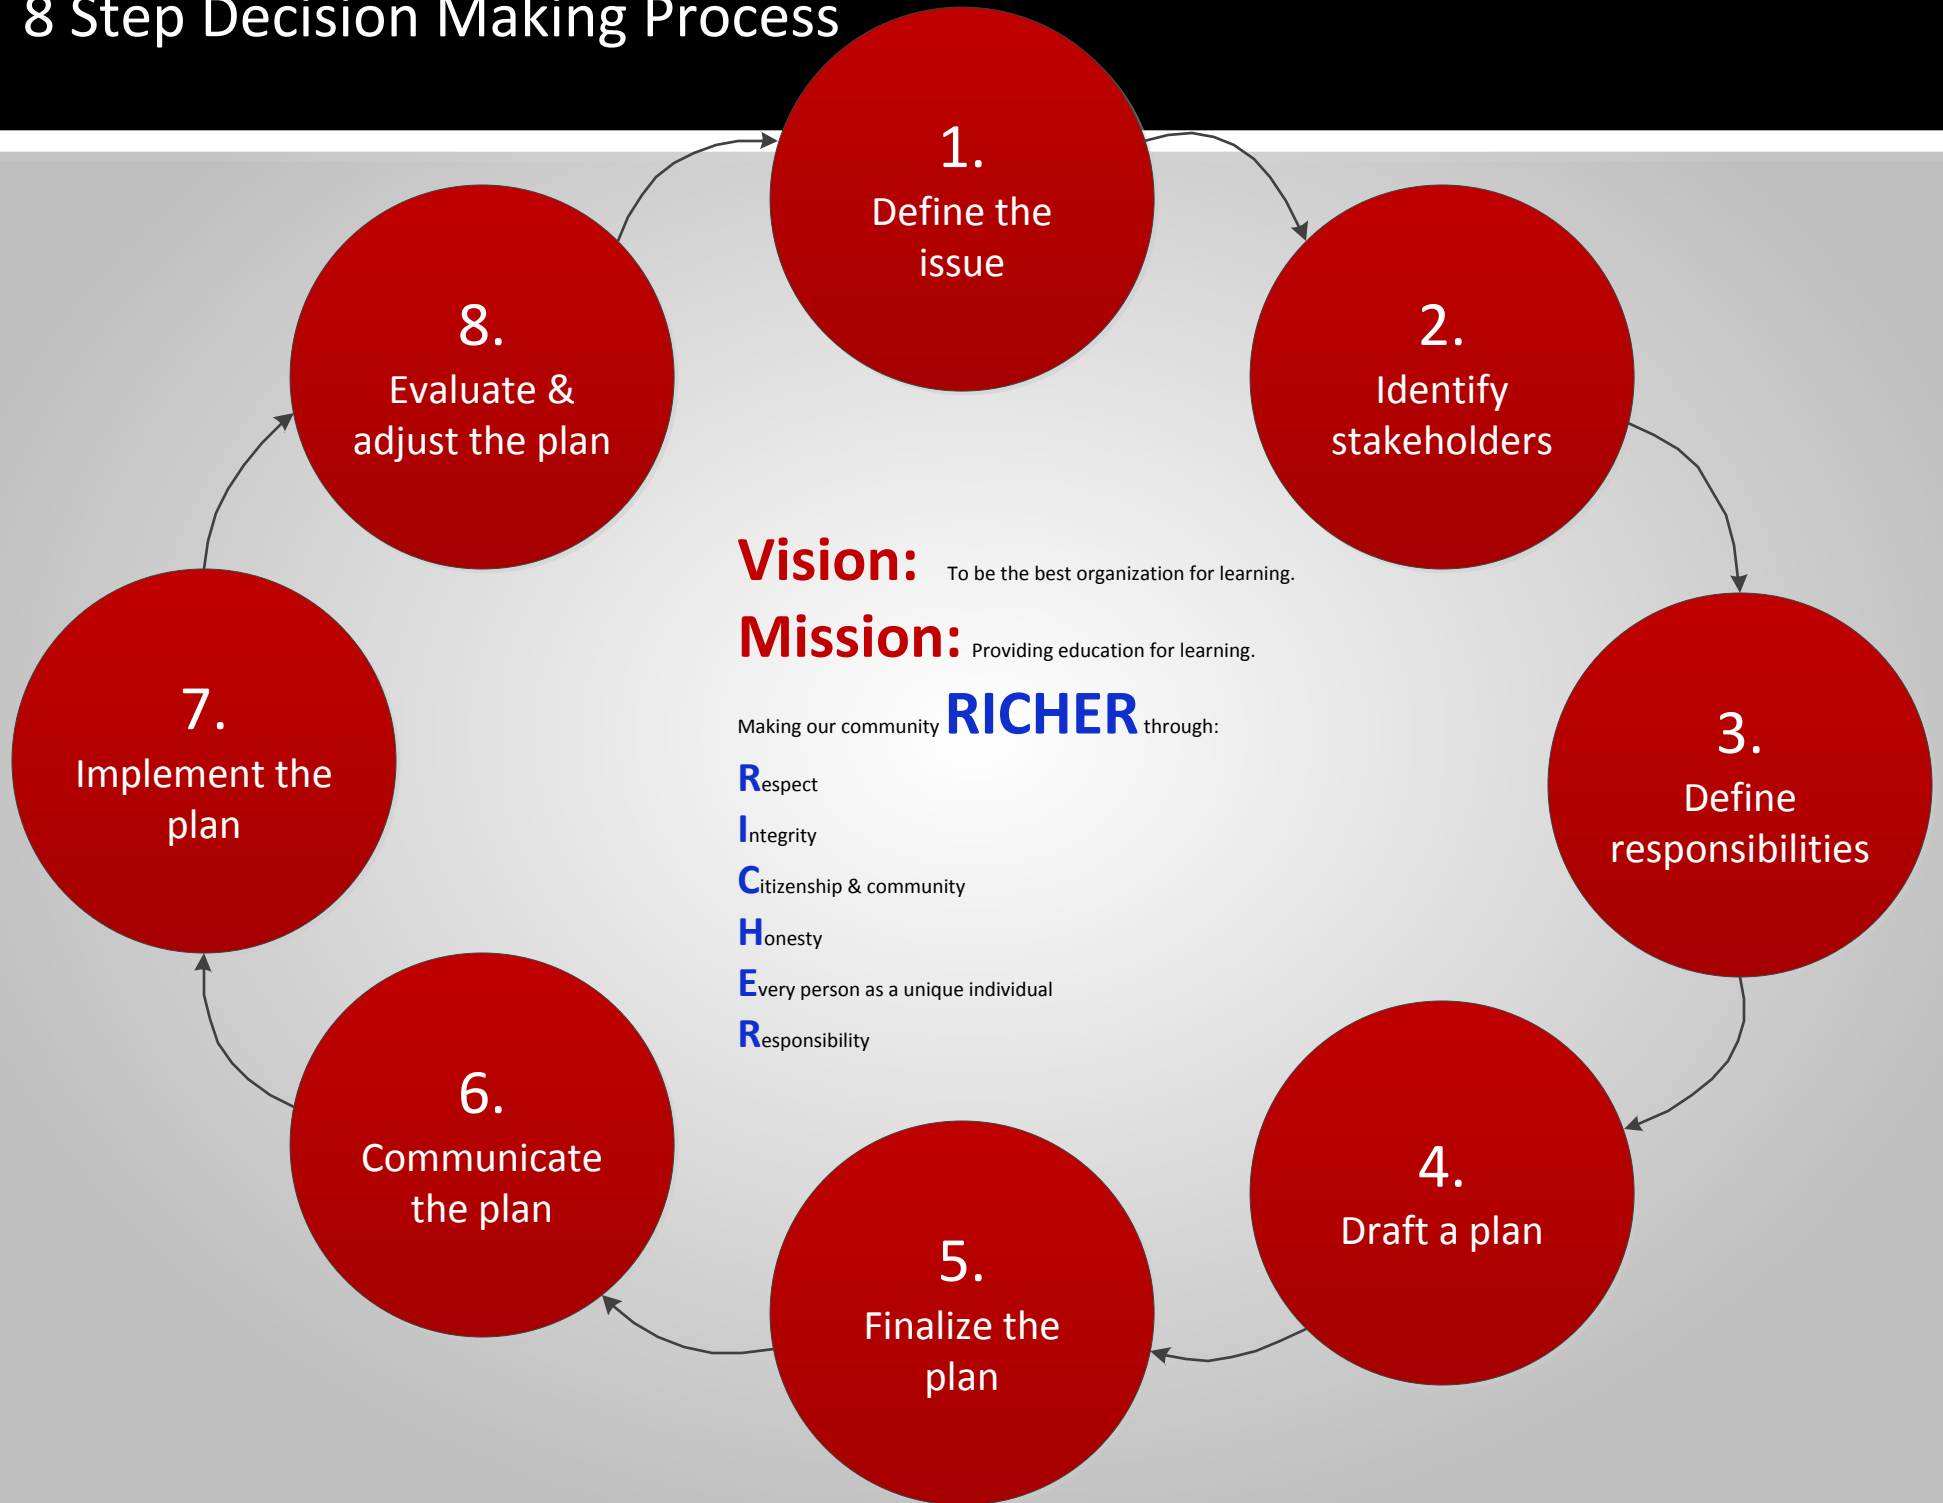 8 Step Decision Making Process
1.
Define the
issue
2.
Identify
stakeholders
3.
Define
responsibilities
4.
Draft a plan
5.
Finalize the
plan
6.
Communicate
the plan
7.
Implement the
plan
8.
Evaluate &
adjust the plan
Vision: To be the best organization for learning.
Mission: Providing education for learning.
Making our community RICHER through:
Respect
Integrity
Citizenship & community
Honesty
Every person as a unique individual
Responsibility